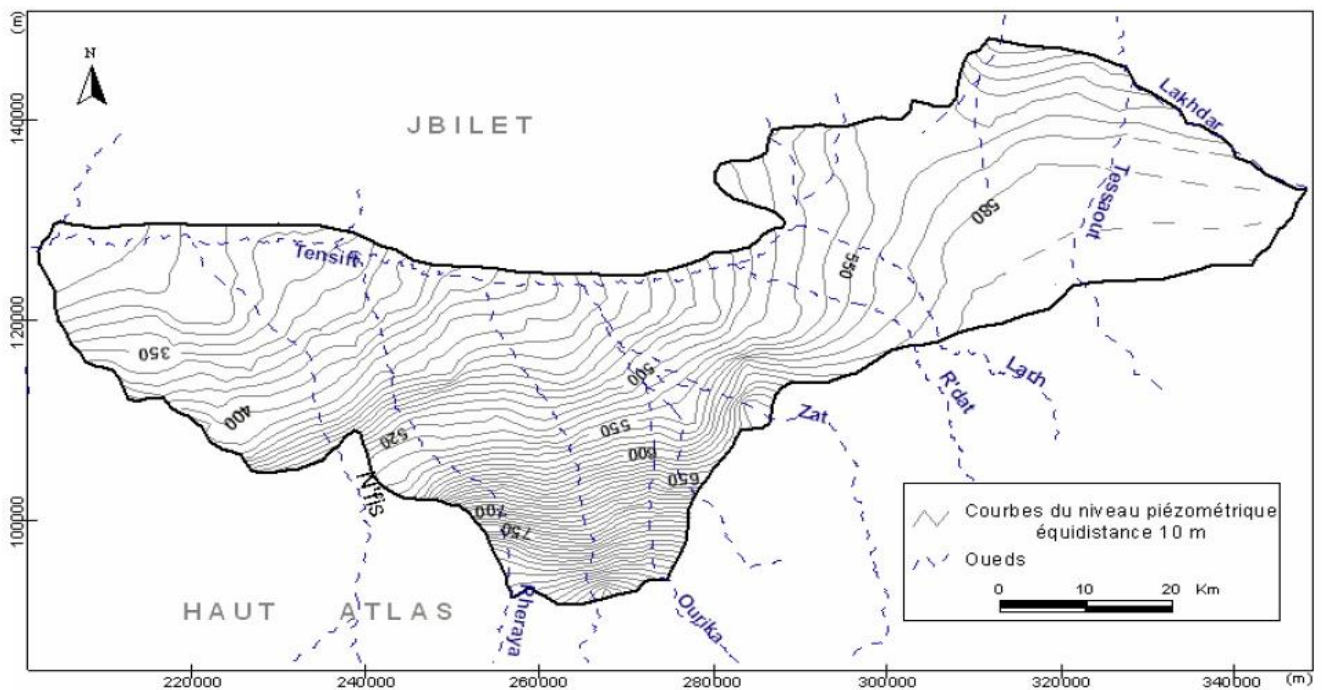 (m)
N
140000
120000
100000
JBILET
Lakhdar
Tessaout
Tensift
580
550
350
400
520
500
550
600
650
700
750
Larh
R'dat
Zat
N'fis
HAUT ATLAS
Rheraya
Ourika
Courbes du niveau piézométrique
équidistance 10 m
Oueds
0 10 20 Km
220000 240000 260000 280000 300000 320000 340000 (m)